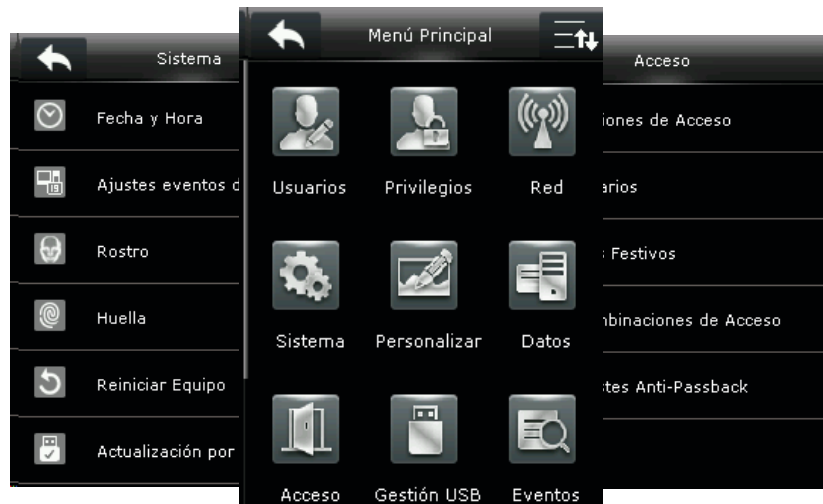 Sistema
Fecha y Hora
Ajustes eventos d
Rostro
Huella
Reiniciar Equipo
Actualización por
Menú Principal
Usuarios Privilegios Red
Sistema Personalizar Datos
Acceso Gestión USB Eventos
Acceso
iones de Acceso
arios
Festivos
nbinaciones de Acceso
tes Anti-Passback